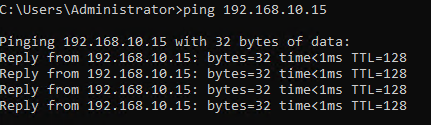 C:\Users\Administrator>ping 192.168.10.15
Pinging 192.168.10.15 with 32 bytes of data:
Reply from 192.168.10.15: bytes=32 time<1ms TTL=128
Reply from 192.168.10.15: bytes=32 time<1ms TTL=128
Reply from 192.168.10.15: bytes=32 time<1ms TTL=128
Reply from 192.168.10.15: bytes=32 time<1ms TTL=128